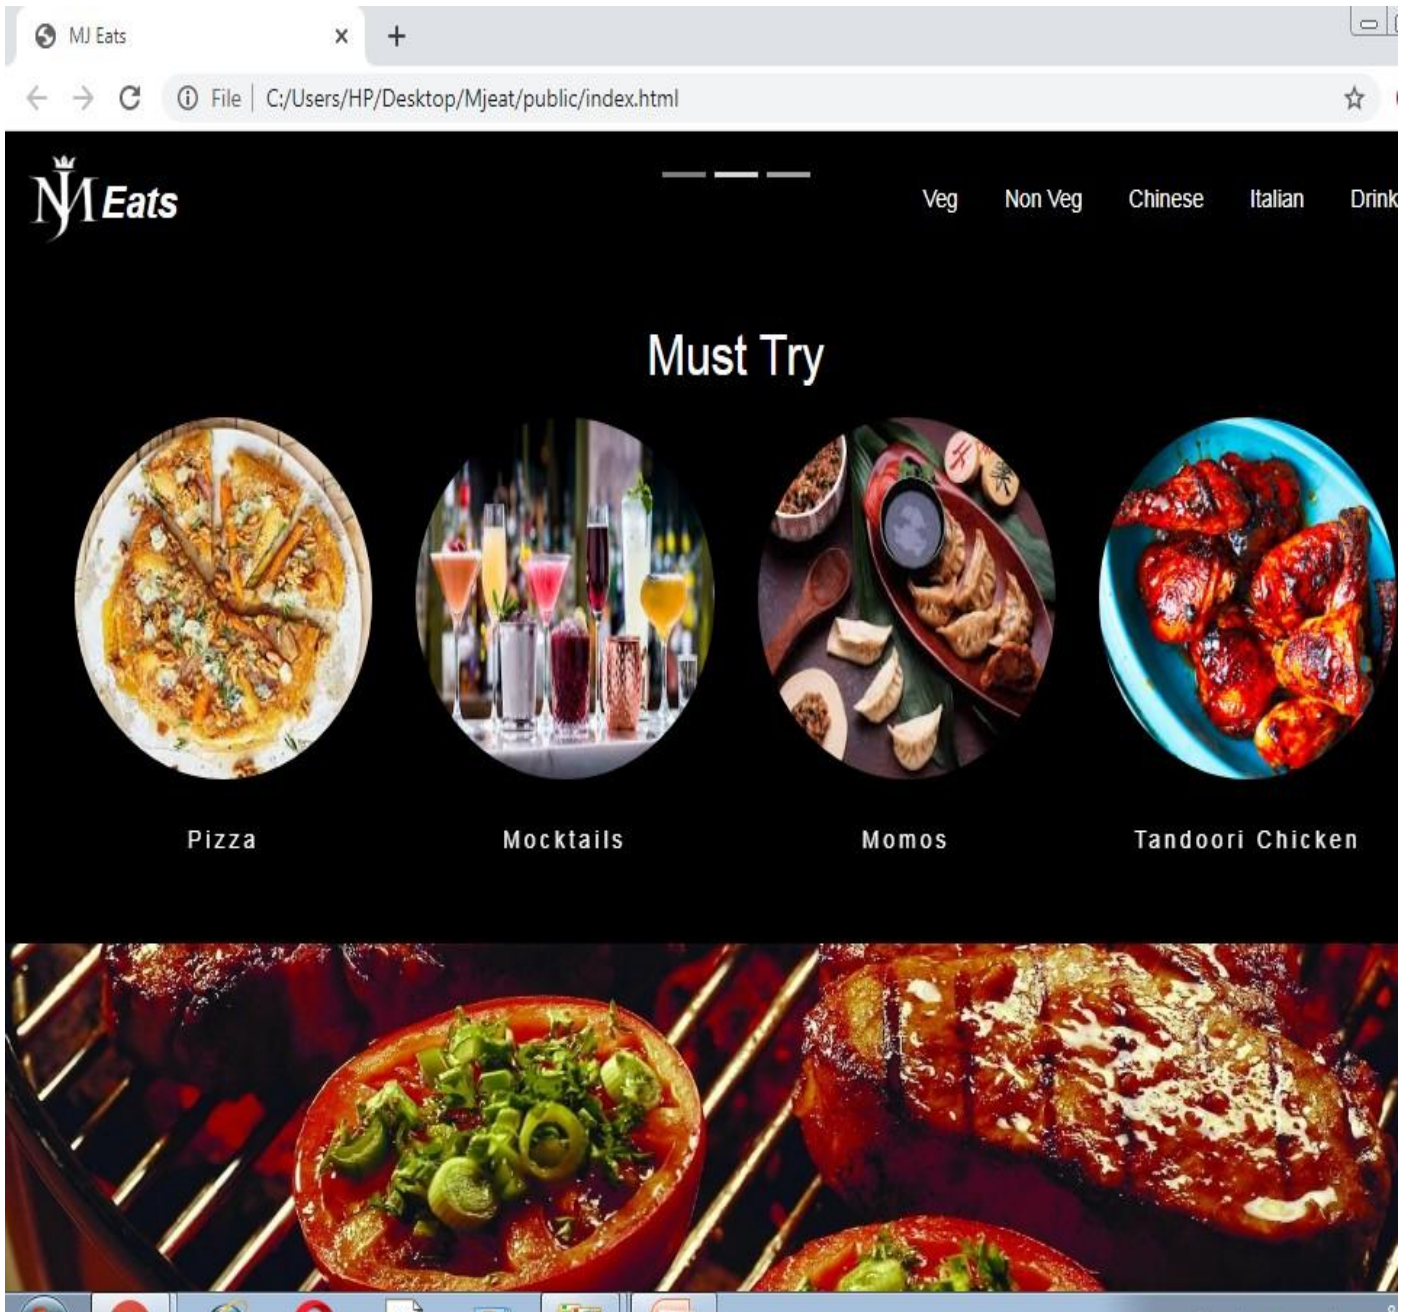 MJ Eats
File | C:/Users/HP/Desktop/Mjeat/public/index.html
MJ Eats
Veg Non Veg Chinese Italian Drink
Must Try
Pizza Mocktails Momos Tandoori Chicken